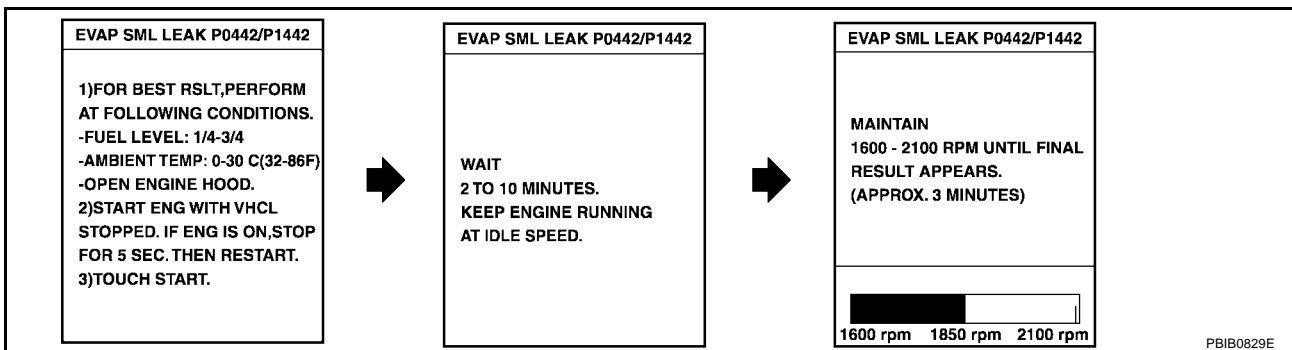 EVAP SML LEAK P0442/P1442
1)FOR BEST RSLT,PERFORM
AT FOLLOWING CONDITIONS.
-FUEL LEVEL: 1/4-3/4
-AMBIENT TEMP: 0-30 C(32-86F)
-OPEN ENGINE HOOD.
2)START ENG WITH VHCL
STOPPED. IF ENG IS ON,STOP
FOR 5 SEC. THEN RESTART.
3)TOUCH START.
EVAP SML LEAK P0442/P1442
WAIT
2 TO 10 MINUTES.
KEEP ENGINE RUNNING
AT IDLE SPEED.
EVAP SML LEAK P0442/P1442
MAINTAIN
1600 - 2100 RPM UNTIL FINAL
RESULT APPEARS.
(APPROX. 3 MINUTES)
1600 rpm 1850 rpm 2100 rpm
PBIB0829E